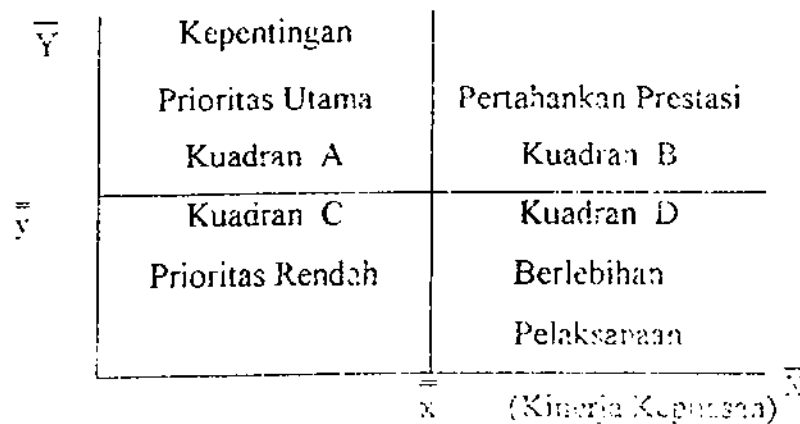 Y̅ Kepentingan
Prioritas Utama Pertahankan Prestasi
Kuadran A Kuadran B
y̿
Kuadran C Kuadran D
Prioritas Rendah Berlebihan
Pelaksanaan
x̿ (Kinerja Kepuasan) X̅